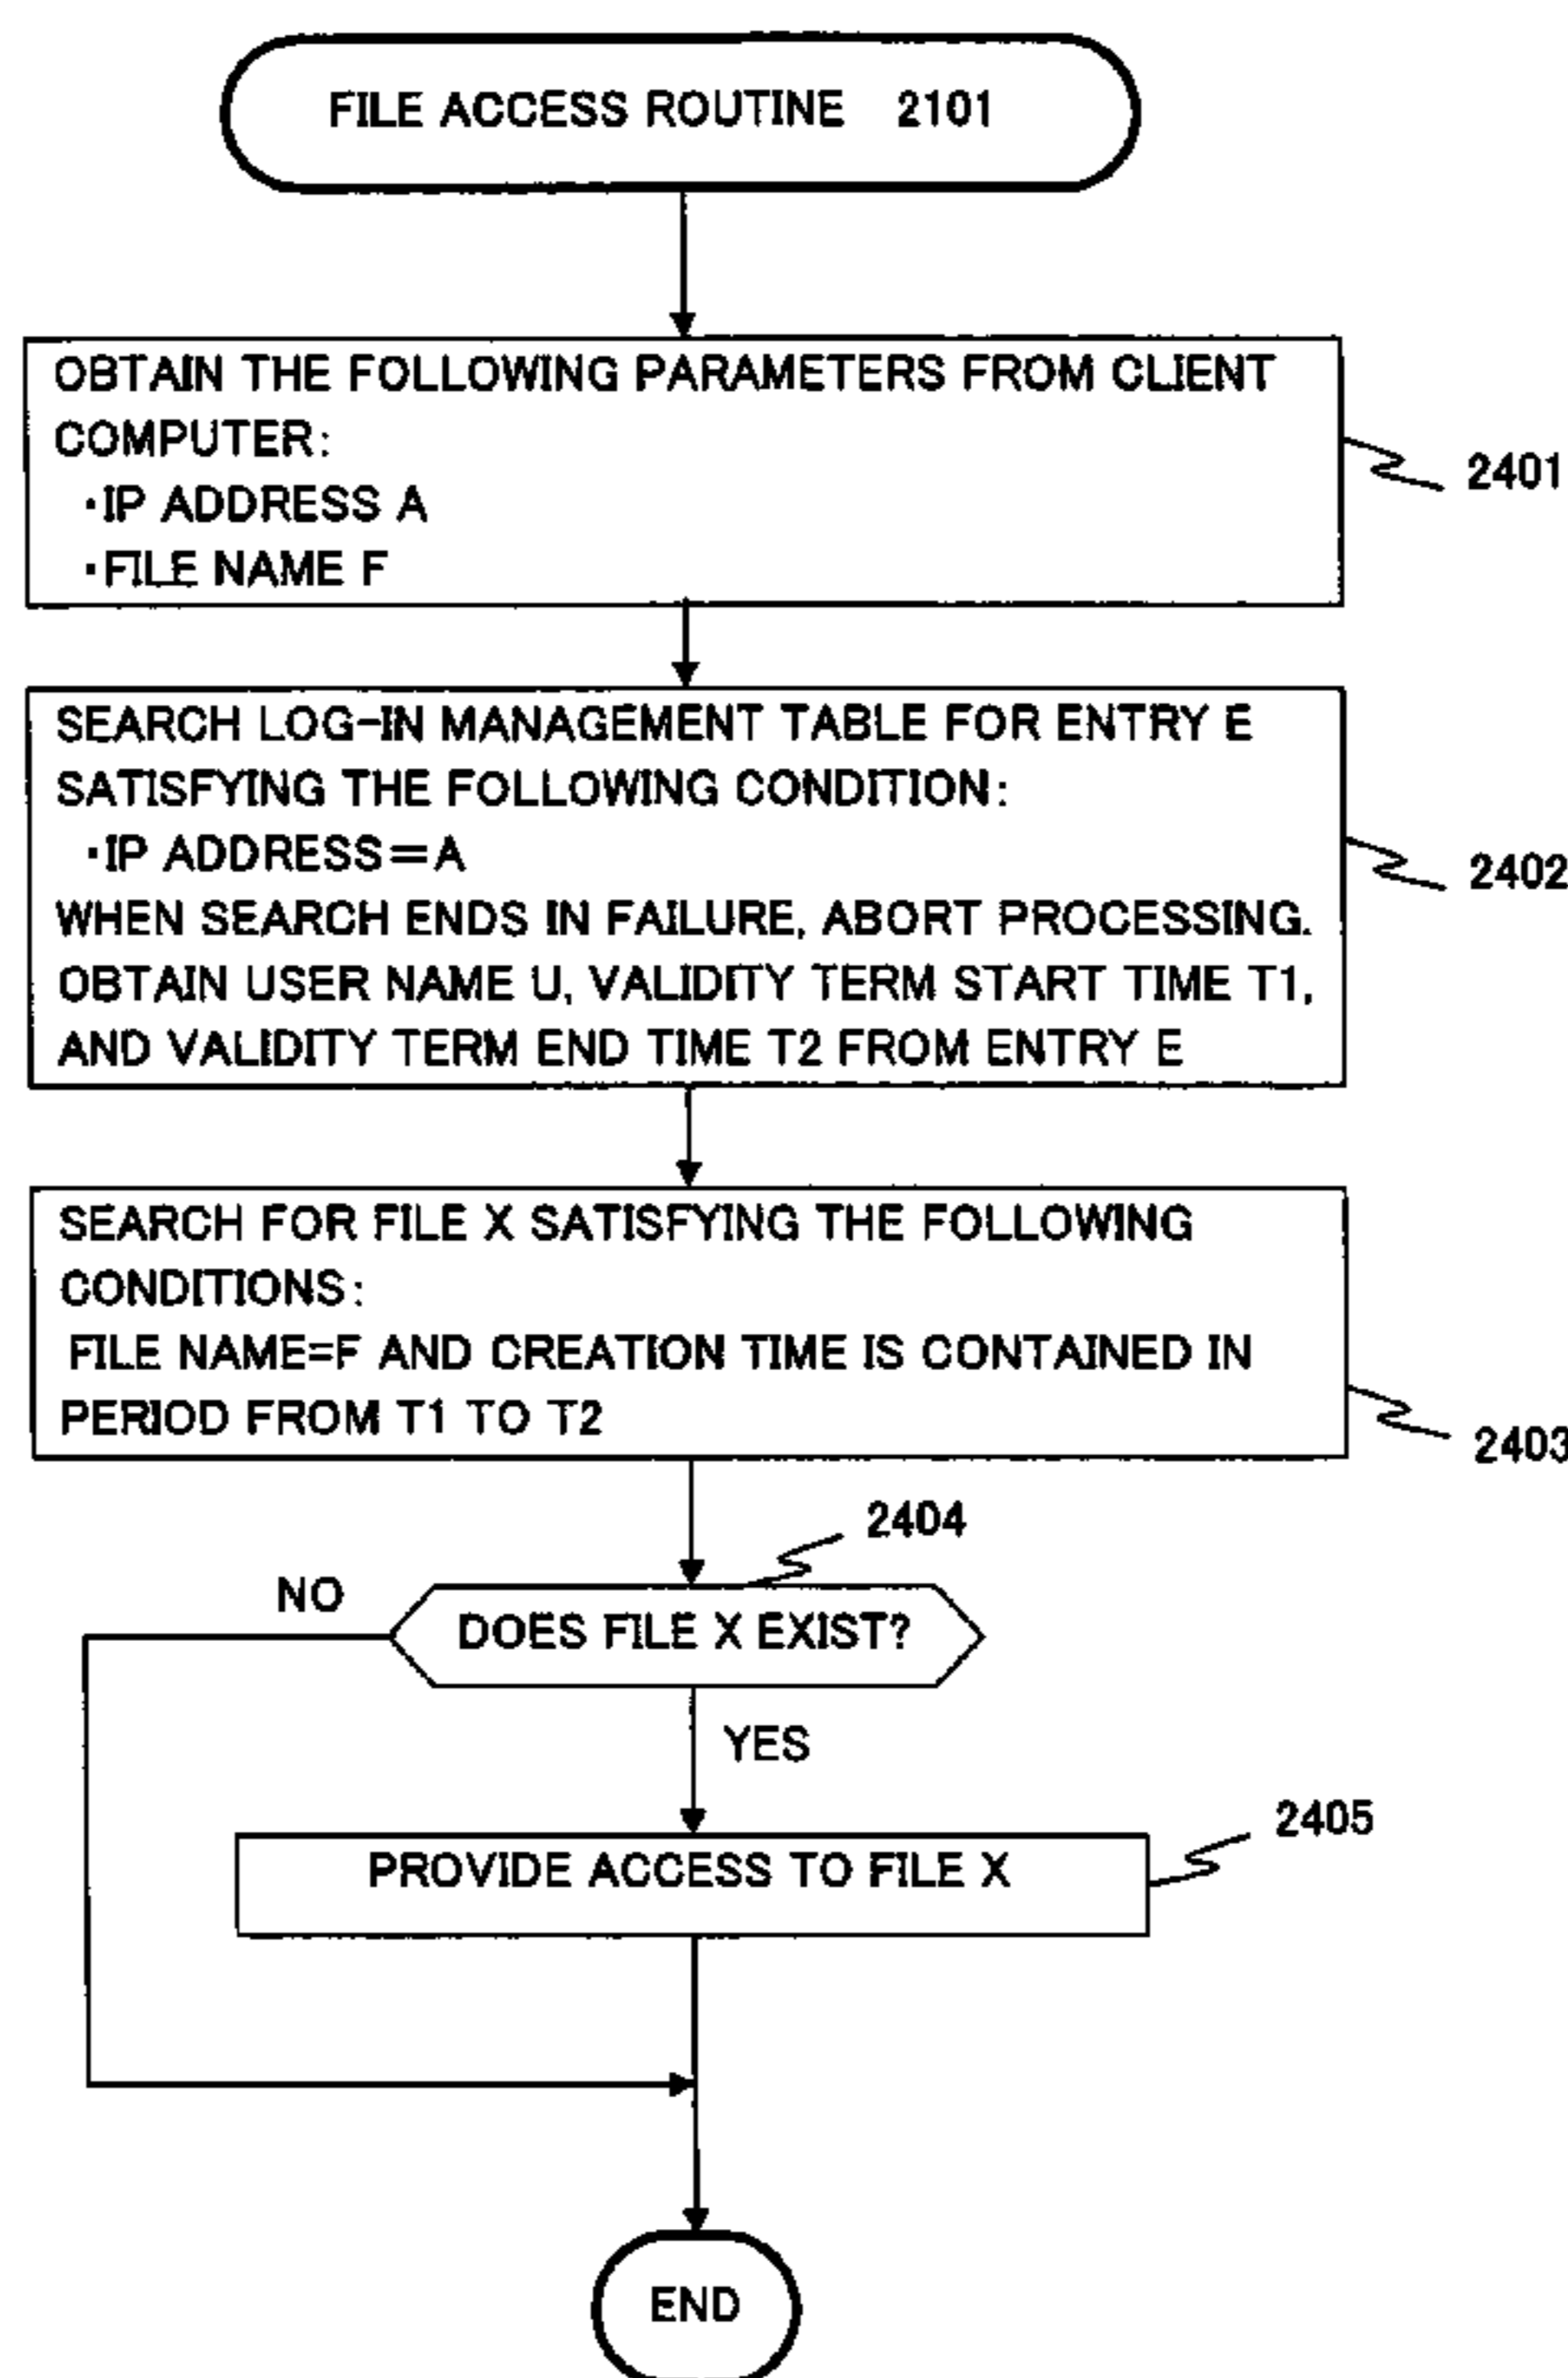 FILE ACCESS ROUTINE 2101
OBTAIN THE FOLLOWING PARAMETERS FROM CLIENT
COMPUTER:
・IP ADDRESS A
・FILE NAME F
2401
SEARCH LOG-IN MANAGEMENT TABLE FOR ENTRY E
SATISFYING THE FOLLOWING CONDITION:
・IP ADDRESS=A
WHEN SEARCH ENDS IN FAILURE, ABORT PROCESSING.
OBTAIN USER NAME U, VALIDITY TERM START TIME T1,
AND VALIDITY TERM END TIME T2 FROM ENTRY E
2402
SEARCH FOR FILE X SATISFYING THE FOLLOWING
CONDITIONS:
FILE NAME=F AND CREATION TIME IS CONTAINED IN
PERIOD FROM T1 TO T2
2403
2404
NO
DOES FILE X EXIST?
YES
2405
PROVIDE ACCESS TO FILE X
END